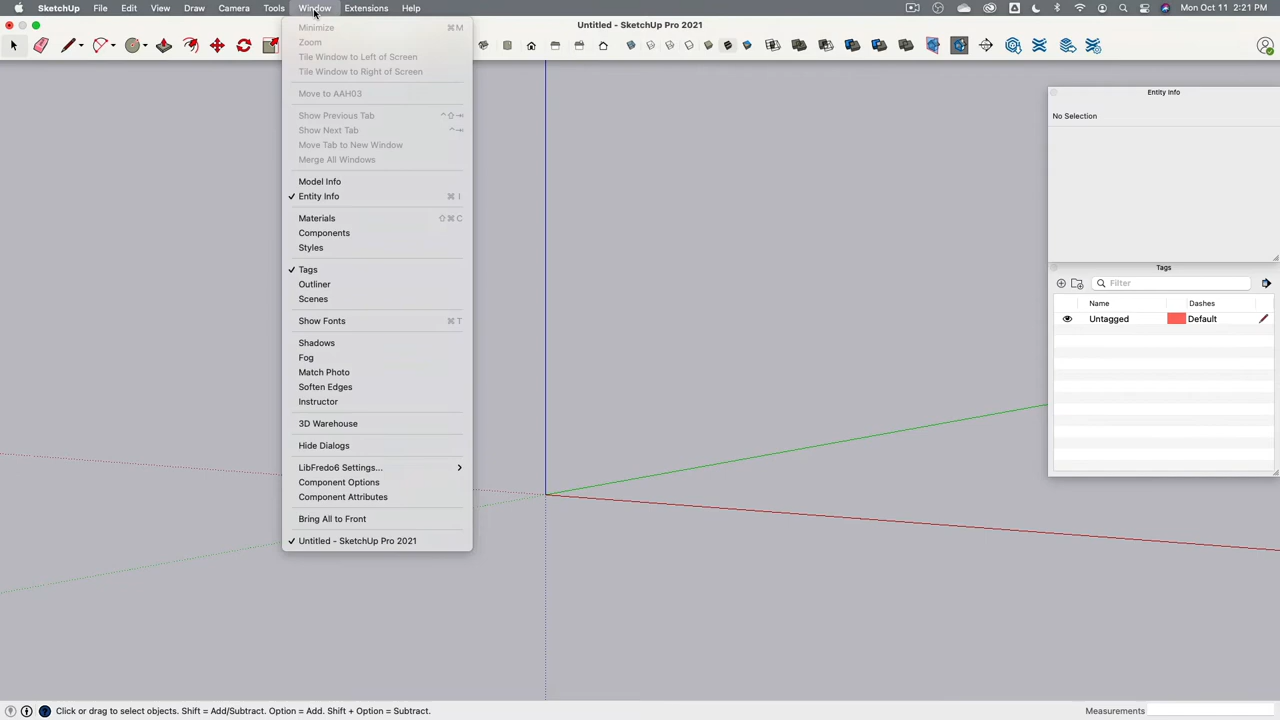 SketchUp File Edit View Draw Camera Tools Window Extensions Help Mon Oct 11 2:21 PM
Untitled - SketchUp Pro 2021
Minimize ⌘M
Zoom
Tile Window to Left of Screen
Tile Window to Right of Screen
Move to AAH03
Show Previous Tab ^⇧⇥
Show Next Tab ^⇥
Move Tab to New Window
Merge All Windows
Model Info
✓ Entity Info ⌘I
Materials ⇧⌘C
Components
Styles
✓ Tags
Outliner
Scenes
Show Fonts ⌘T
Shadows
Fog
Match Photo
Soften Edges
Instructor
3D Warehouse
Hide Dialogs
LibFredo6 Settings...
Component Options
Component Attributes
Bring All to Front
✓ Untitled - SketchUp Pro 2021
Entity Info
No Selection
Tags
Filter
Name Dashes
Untagged Default
Click or drag to select objects. Shift = Add/Subtract. Option = Add. Shift + Option = Subtract.
Measurements